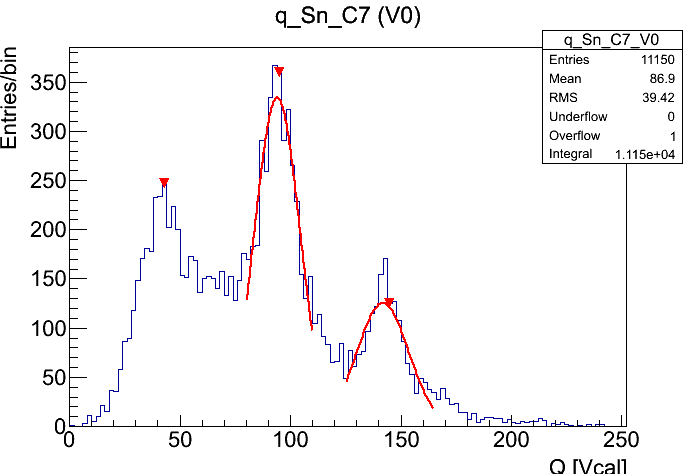 q_Sn_C7 (V0)
q_Sn_C7_V0
Entries 11150
Mean 86.9
RMS 39.42
Underflow 0
Overflow 1
Integral 1.115e+04
Entries/bin
350
300
250
200
150
100
50
0
0 50 100 150 200 250
Q [Vcal]